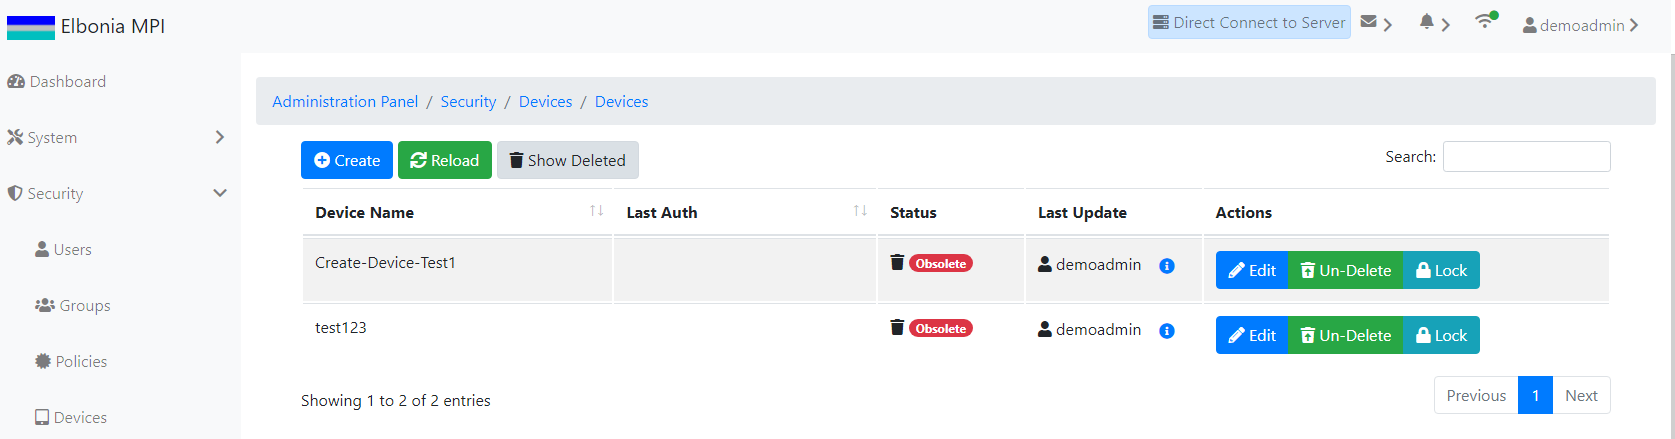 Elbonia MPI
Direct Connect to Server
demoadmin
Dashboard
System
Security
Users
Groups
Policies
Devices
Administration Panel / Security / Devices / Devices
Create Reload Show Deleted
Search:
Device Name Last Auth Status Last Update Actions
Create-Device-Test1 Obsolete demoadmin Edit Un-Delete Lock
test123 Obsolete demoadmin Edit Un-Delete Lock
Showing 1 to 2 of 2 entries
Previous 1 Next